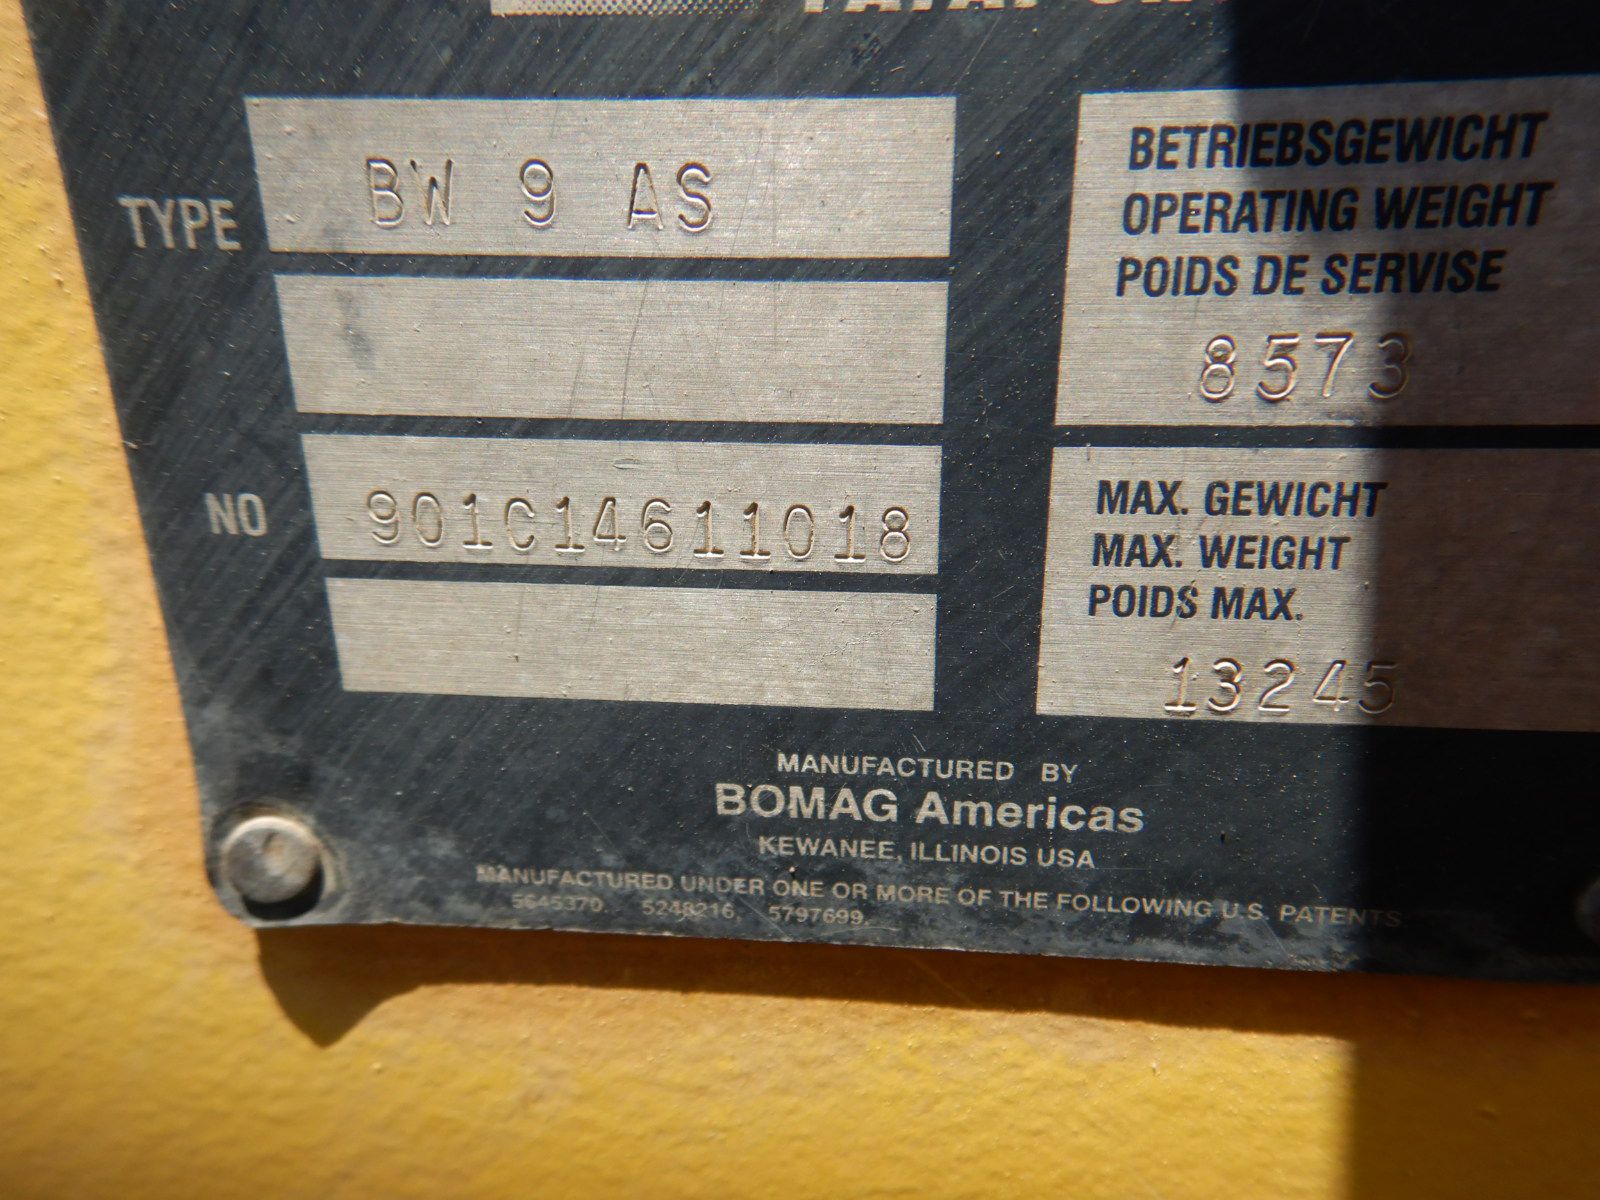 TYPE BW 9 AS
NO 901C14611018
BETRIEBSGEWICHT
OPERATING WEIGHT
POIDS DE SERVISE
8573
MAX. GEWICHT
MAX. WEIGHT
POIDS MAX.
13245
MANUFACTURED BY
BOMAG Americas
KEWANEE, ILLINOIS USA
MANUFACTURED UNDER ONE OR MORE OF THE FOLLOWING U.S. PATENTS
5645370. 5248216, 5797699.